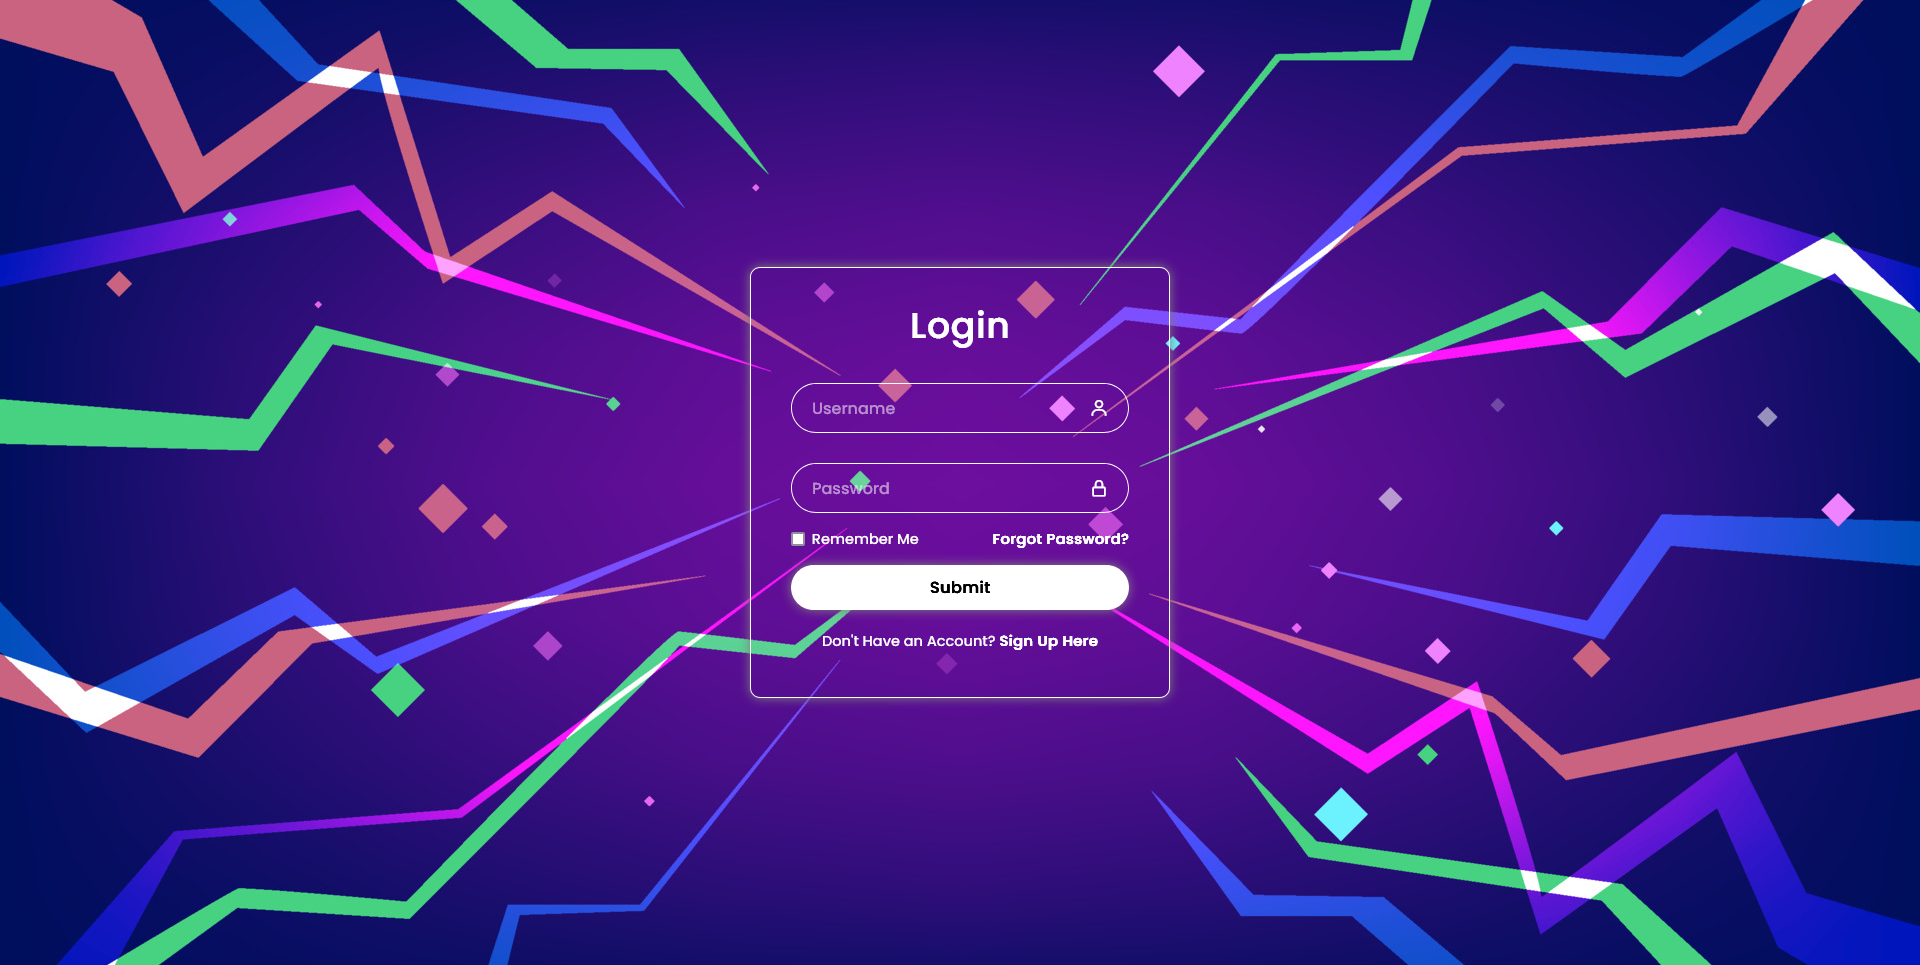 Login
Username
Password
Remember Me Forgot Password?
Submit
Don't Have an Account? Sign Up Here